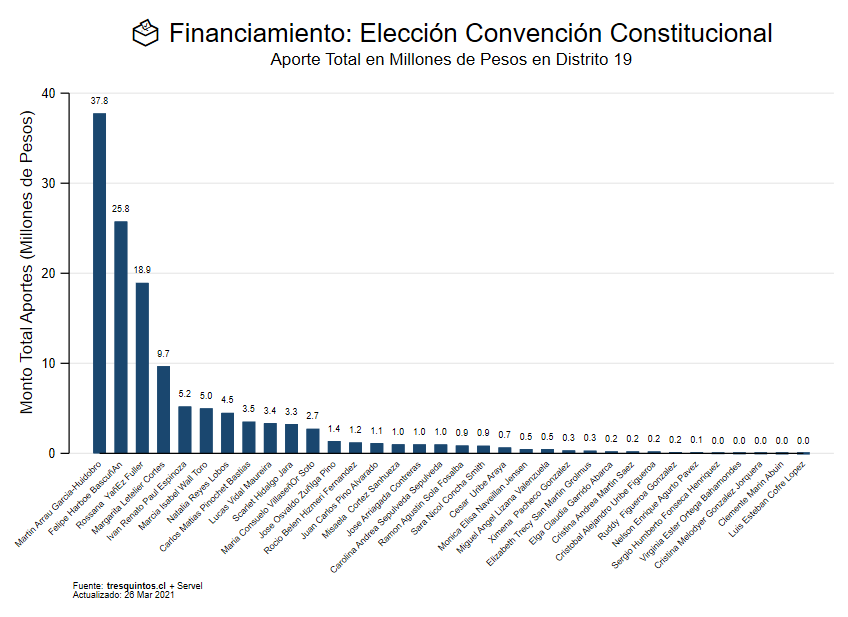 Financiamiento: Elección Convención Constitucional
Aporte Total en Millones de Pesos en Distrito 19
Monto Total Aportes (Millones de Pesos)
40
30
20
10
0
37.8
25.8
18.9
9.7
5.2
5.0
4.5
3.5
3.4
3.3
2.7
1.4
1.2
1.1
1.0
1.0
1.0
0.9
0.9
0.7
0.5
0.5
0.3
0.3
0.2
0.2
0.2
0.2
0.1
0.0
0.0
0.0
0.0
0.0
Martin Arrau Garcia-Huidobro
Felipe Harboe BascuñAn
Rossana YañEz Fuller
Margarita Letelier Cortes
Ivan Renato Paul Espinoza
Marcia Isabel Wall Toro
Natalia Reyes Lobos
Carlos Matias Pinochet Bastias
Lucas Vidal Maureira
Scarlet Hidalgo Jara
Maria Consuelo VillaseñOr Soto
Jose Osvaldo Zuñiga Pino
Rocio Belen Hizmeri Fernandez
Juan Carlos Pino Alvarado
Misaela Cortez Sanhueza
Jose Arriagada Contreras
Carolina Andrea Sepulveda Sepulveda
Ramon Agustin Sola Fosalba
Sara Nicol Concha Smith
Cesar Uribe Araya
Monica Elisa Navellan Jensen
Miguel Angel Lizana Valenzuela
Ximena Pacheco Gonzalez
Elizabeth Trecy San Martin Grolmus
Elga Claudia Garrido Abarca
Cristina Andrea Martin Saez
Cristobal Alejandro Uribe Figueroa
Ruddy Figueroa Gonzalez
Nelson Enrique Agurto Pavez
Sergio Humberto Fonseca Henriquez
Virginia Ester Ortega Bahamondes
Cristina Melodyer Gonzalez Jorquera
Clemente Marin Abuin
Luis Esteban Cofre Lopez
Fuente: tresquintos.cl + Servel
Actualizado: 26 Mar 2021